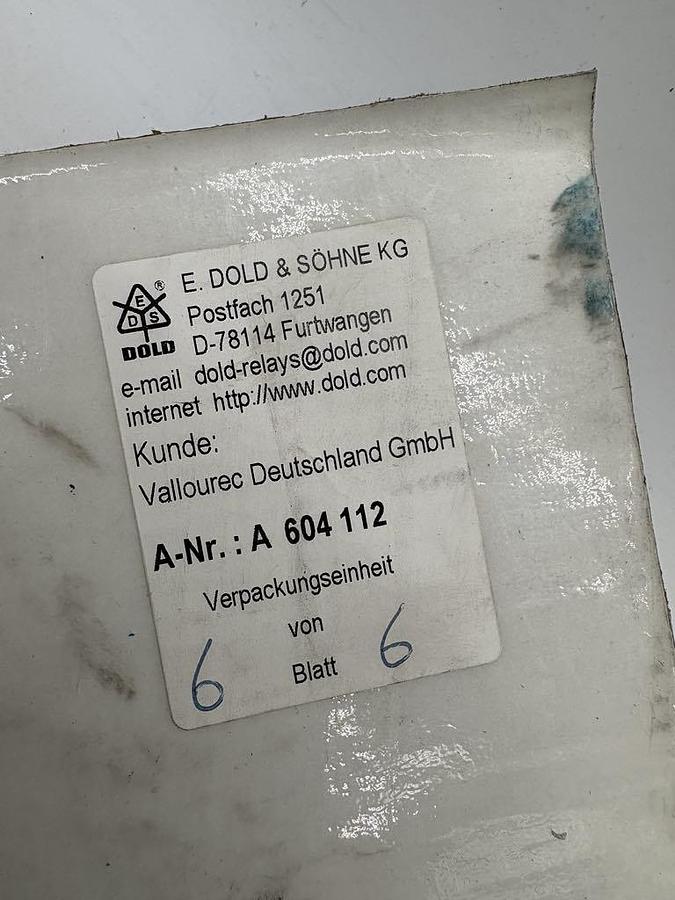 E. DOLD & SÖHNE KG
Postfach 1251
D-78114 Furtwangen
E
D S
®
DOLD
e-mail dold-relays@dold.com
internet http://www.dold.com
Kunde:
Vallourec Deutschland GmbH
A-Nr. : A 604 112
Verpackungseinheit
von
6 Blatt 6